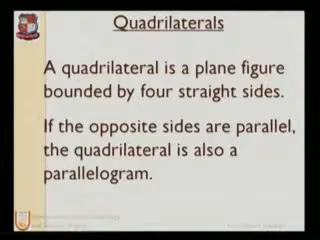 Quadrilaterals
A quadrilateral is a plane figure
bounded by four straight sides.
If the opposite sides are parallel,
the quadrilateral is also a
parallelogram.